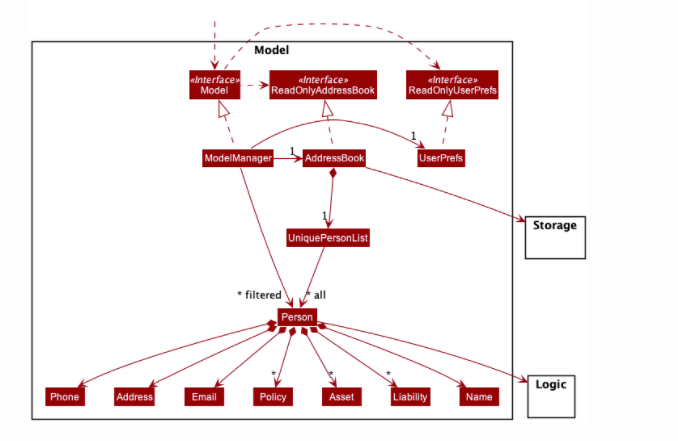 Model
«Interface»
Model
«Interface»
ReadOnlyAddressBook
«Interface»
ReadOnlyUserPrefs
1
ModelManager
1
AddressBook
UserPrefs
1
UniquePersonList
Storage
* filtered
* all
Person
*
*
*
Logic
Phone
Address
Email
Policy
Asset
Liability
Name